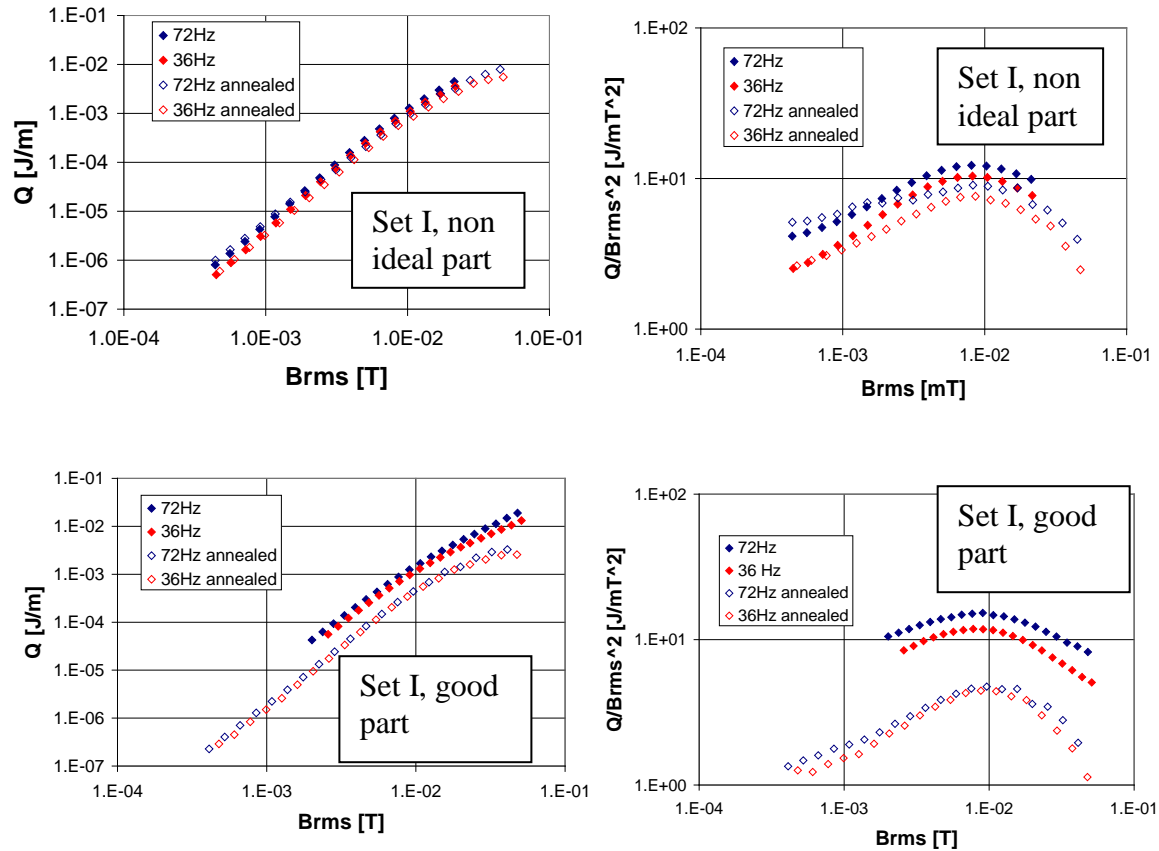 1.E-01
1.E-02
1.E-03
1.E-04
1.E-05
1.E-06
1.E-07
1.0E-04
1.0E-03
1.0E-02
1.0E-01
Q [J/m]
Brms [T]
72Hz
36Hz
72Hz annealed
36Hz annealed
Set I, non
ideal part
1.E+02
1.E+01
1.E+00
1.E-04
1.E-03
1.E-02
1.E-01
Q/Brms^2 [J/mT^2]
Brms [mT]
72Hz
36Hz
72Hz annealed
36Hz annealed
Set I, non
ideal part
1.E-01
1.E-02
1.E-03
1.E-04
1.E-05
1.E-06
1.E-07
1.E-04
1.E-03
1.E-02
1.E-01
Q [J/m]
Brms [T]
72Hz
36Hz
72Hz annealed
36Hz annealed
Set I, good
part
1.E+02
1.E+01
1.E+00
1.E-04
1.E-03
1.E-02
1.E-01
Q/Brms^2 [J/mT^2]
Brms [T]
72Hz
36 Hz
72Hz annealed
36Hz annealed
Set I, good
part